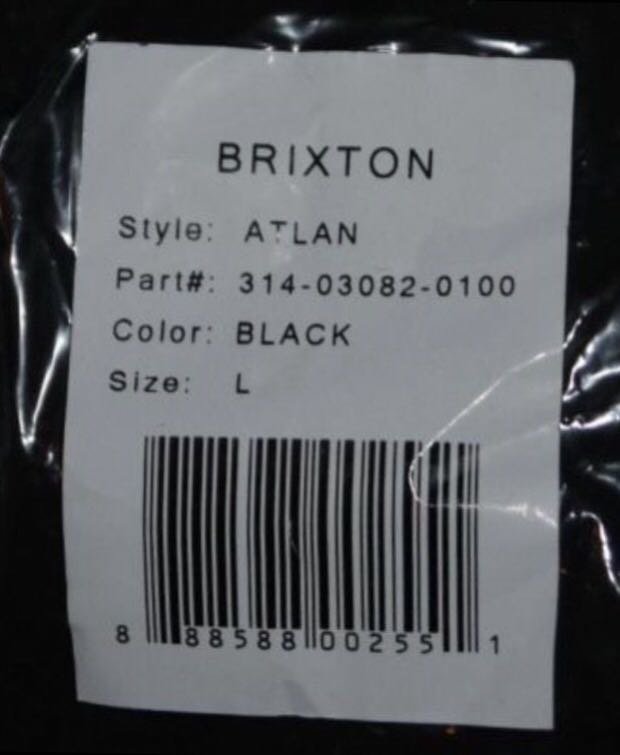 BRIXTON
Style: ATLAN
Part#: 314-03082-0100
Color: BLACK
Size: L
8 88588 00255 1